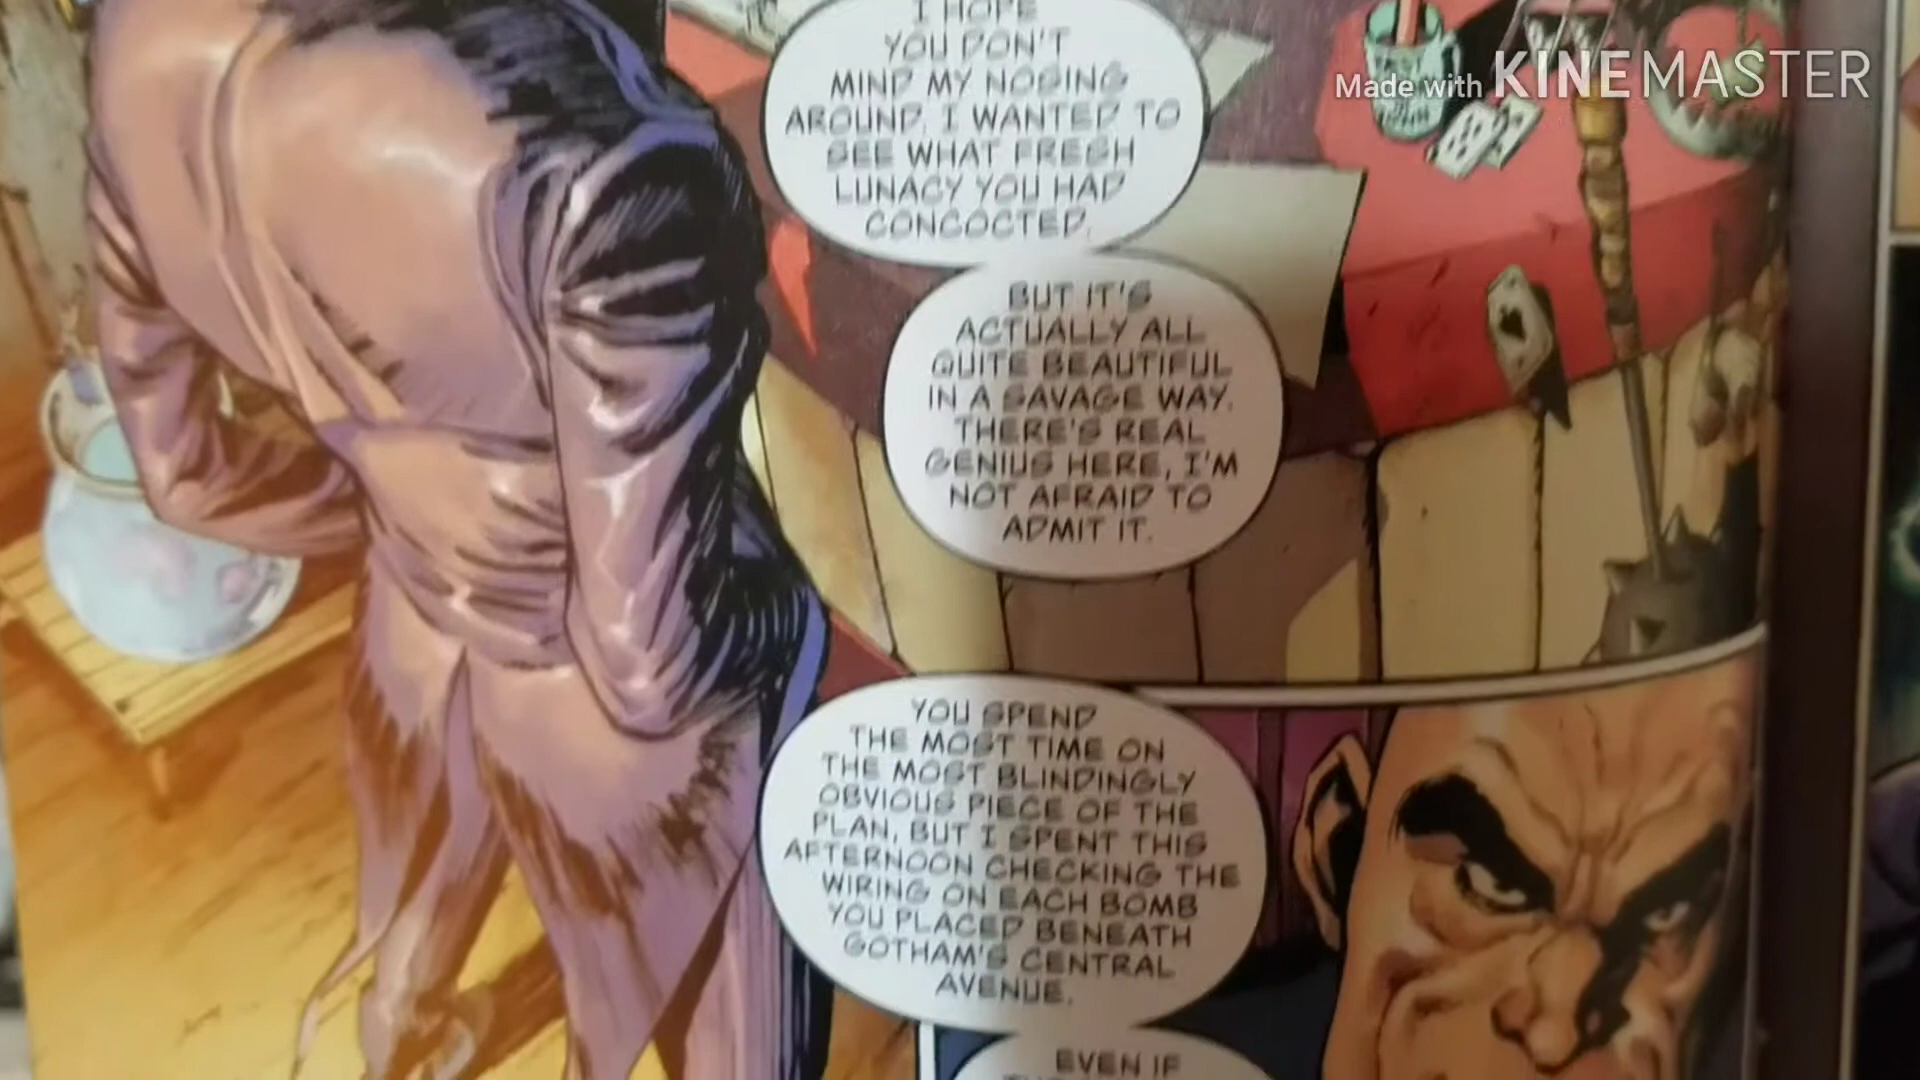 I HOPE
YOU DON'T
MIND MY NOSING
AROUND. I WANTED TO
SEE WHAT FRESH
LUNACY YOU HAD
CONCOCTED.
BUT IT'S
ACTUALLY ALL
QUITE BEAUTIFUL
IN A SAVAGE WAY.
THERE'S REAL
GENIUS HERE, I'M
NOT AFRAID TO
ADMIT IT.
YOU SPEND
THE MOST TIME ON
THE MOST BLINDINGLY
OBVIOUS PIECE OF THE
PLAN, BUT I SPENT THIS
AFTERNOON CHECKING THE
WIRING ON EACH BOMB
YOU PLACED BENEATH
GOTHAM'S CENTRAL
AVENUE.
EVEN IF
Made with KINEMASTER